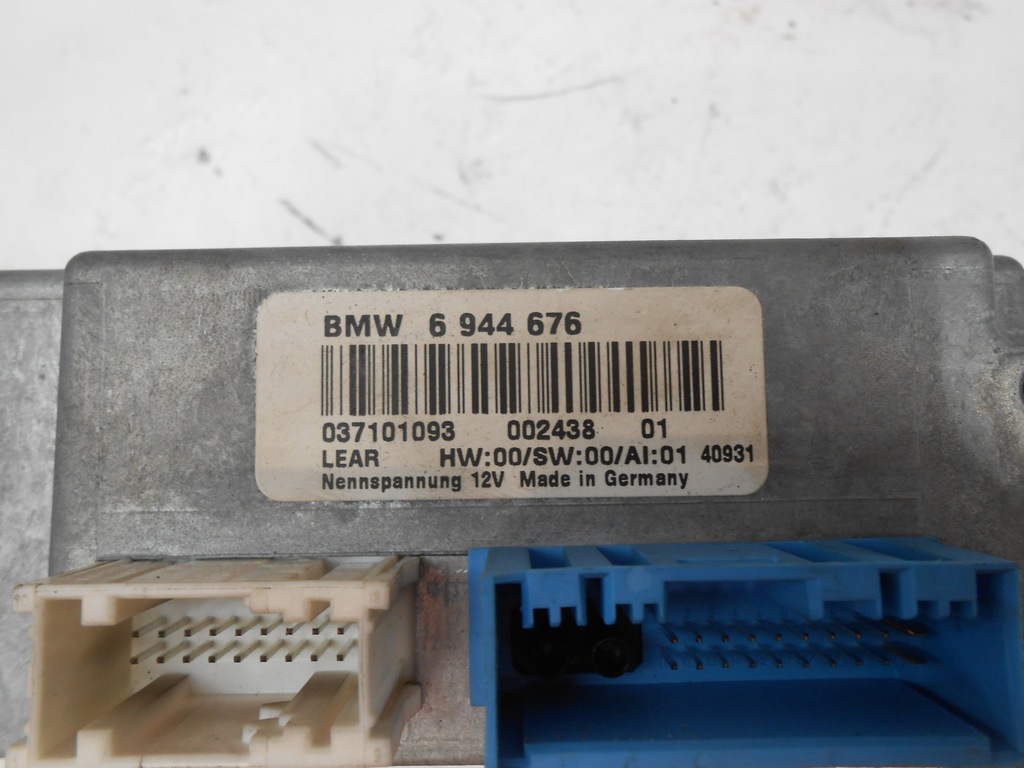 BMW 6 944 676
037101093 002438 01
LEAR HW:00/SW:00/AI:01 40931
Nennspannung 12V Made in Germany